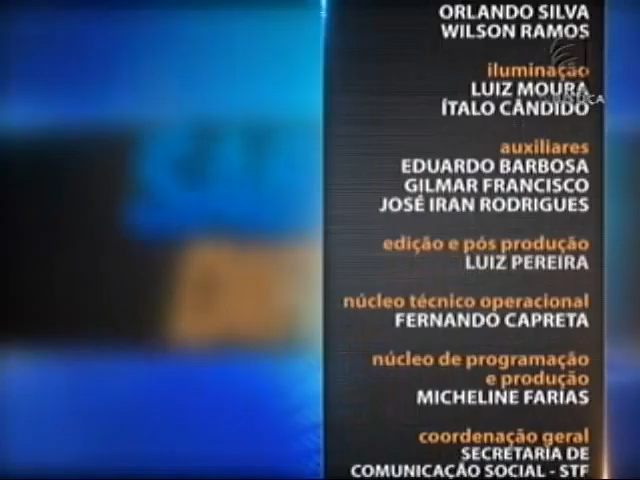 ORLANDO SILVA
WILSON RAMOS
iluminação
LUIZ MOURA
ÍTALO CÂNDIDO
auxiliares
EDUARDO BARBOSA
GILMAR FRANCISCO
JOSÉ IRAN RODRIGUES
edição e pós produção
LUIZ PEREIRA
núcleo técnico operacional
FERNANDO CAPRETA
núcleo de programação
e produção
MICHELINE FARIAS
coordenação geral
SECRETARIA DE
COMUNICAÇÃO SOCIAL - STF